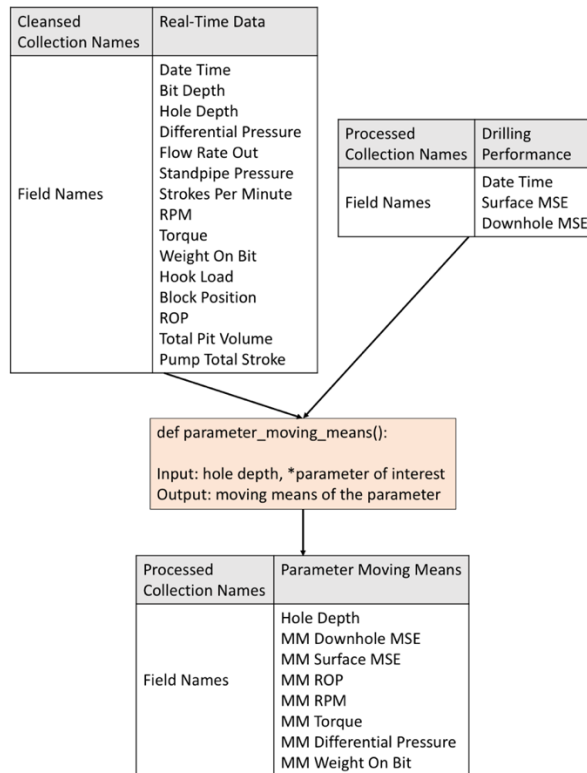 Cleansed
Collection Names
Real-Time Data
Field Names
Date Time
Bit Depth
Hole Depth
Differential Pressure
Flow Rate Out
Standpipe Pressure
Strokes Per Minute
RPM
Torque
Weight On Bit
Hook Load
Block Position
ROP
Total Pit Volume
Pump Total Stroke
Processed
Collection Names
Drilling
Performance
Field Names
Date Time
Surface MSE
Downhole MSE
def parameter_moving_means():
Input: hole depth, *parameter of interest
Output: moving means of the parameter
Processed
Collection Names
Parameter Moving Means
Field Names
Hole Depth
MM Downhole MSE
MM Surface MSE
MM ROP
MM RPM
MM Torque
MM Differential Pressure
MM Weight On Bit